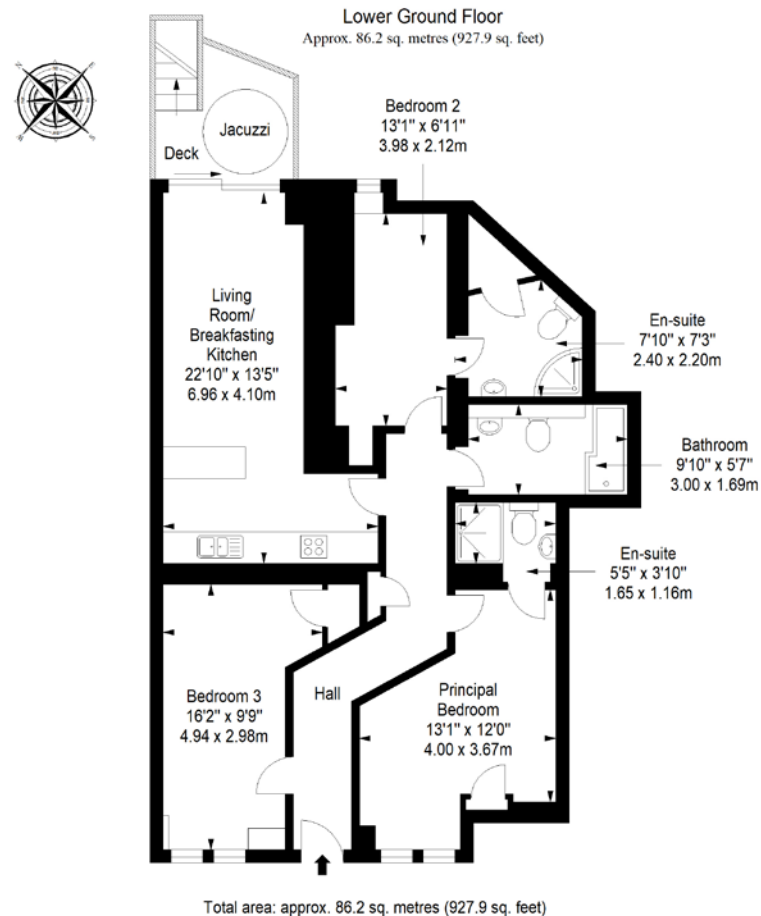 Lower Ground Floor
Approx. 86.2 sq. metres (927.9 sq. feet)
Bedroom 2
13'1" x 6'11"
3.98 x 2.12m
Jacuzzi
Deck
Living
Room/
Breakfasting
Kitchen
22'10" x 13'5"
6.96 x 4.10m
En-suite
7'10" x 7'3"
2.40 x 2.20m
Bathroom
9'10" x 5'7"
3.00 x 1.69m
En-suite
5'5" x 3'10"
1.65 x 1.16m
Bedroom 3
16'2" x 9'9"
4.94 x 2.98m
Hall
Principal
Bedroom
13'1" x 12'0"
4.00 x 3.67m
Total area: approx. 86.2 sq. metres (927.9 sq. feet)